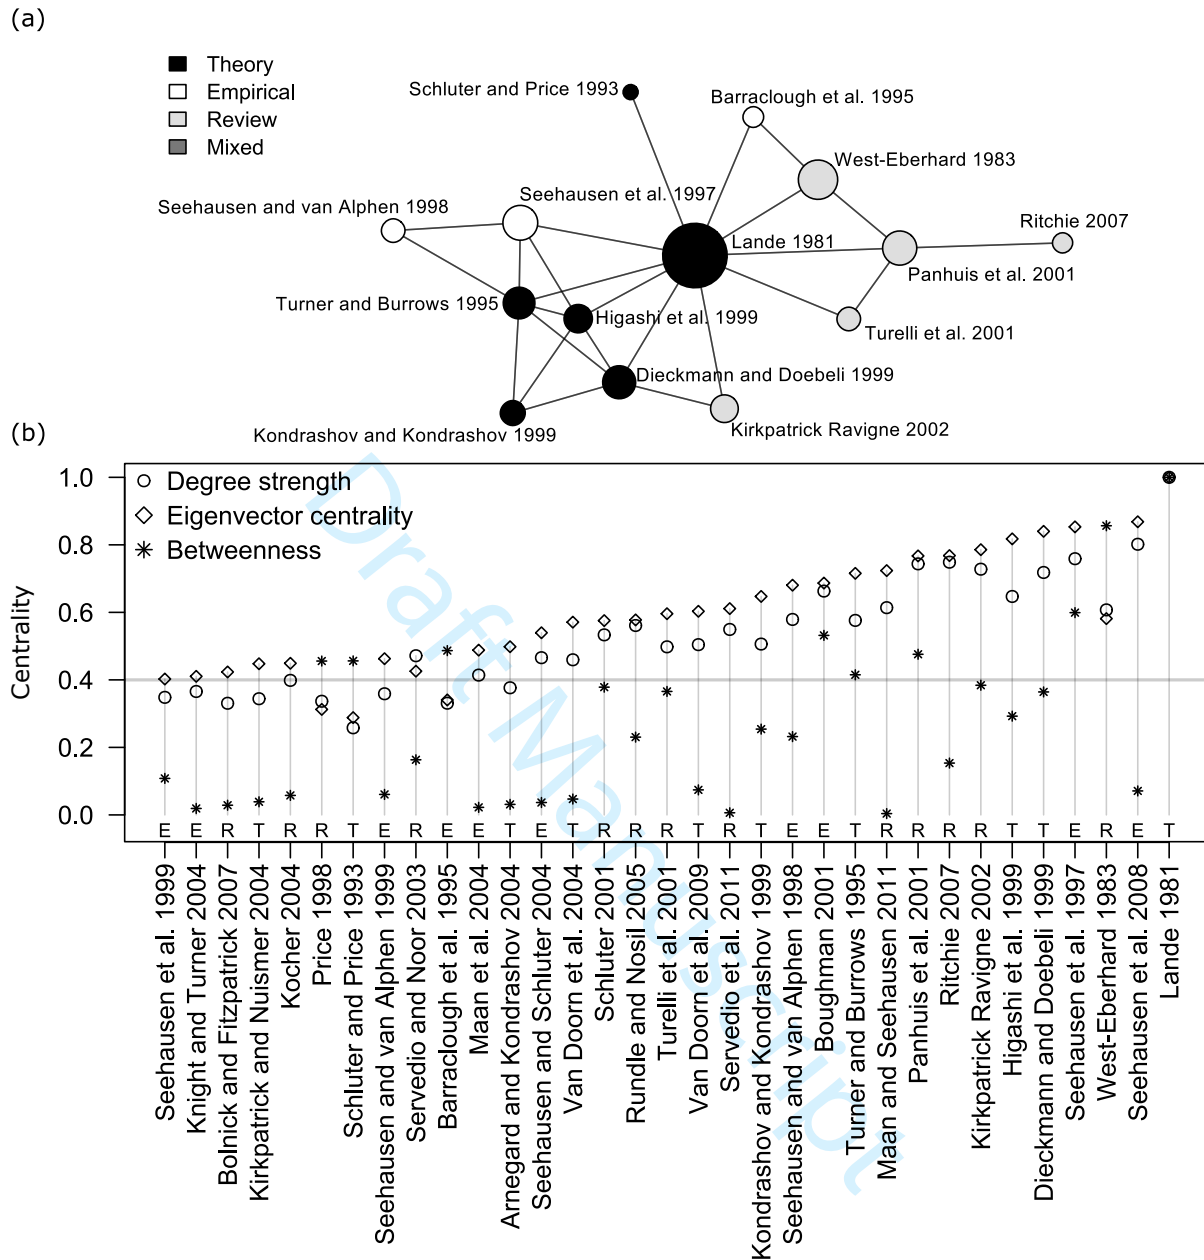 (a)
Theory
Empirical
Review
Mixed
Schluter and Price 1993
Barraclough et al. 1995
West-Eberhard 1983
Seehausen et al. 1997
Seehausen and van Alphen 1998
Ritchie 2007
Lande 1981
Panhuis et al. 2001
Turner and Burrows 1995
Higashi et al. 1999
Turelli et al. 2001
Dieckmann and Doebeli 1999
Kondrashov and Kondrashov 1999
Kirkpatrick Ravigne 2002
(b)
Degree strength
Eigenvector centrality
Betweenness
Centrality
1.0
0.8
0.6
0.4
0.2
0.0
E E R T R R T E R E E T E T R R R T R T E E T R R R R T T E R E T
Seehausen et al. 1999
Knight and Turner 2004
Bolnick and Fitzpatrick 2007
Kirkpatrick and Nuismer 2004
Kocher 2004
Price 1998
Schluter and Price 1993
Seehausen and van Alphen 1999
Servedio and Noor 2003
Barraclough et al. 1995
Maan et al. 2004
Arnegard and Kondrashov 2004
Seehausen and Schluter 2004
Van Doorn et al. 2004
Schluter 2001
Rundle and Nosil 2005
Turelli et al. 2001
Van Doorn et al. 2009
Servedio et al. 2011
Kondrashov and Kondrashov 1999
Seehausen and van Alphen 1998
Boughman 2001
Turner and Burrows 1995
Maan and Seehausen 2011
Panhuis et al. 2001
Ritchie 2007
Kirkpatrick Ravigne 2002
Higashi et al. 1999
Dieckmann and Doebeli 1999
Seehausen et al. 1997
West-Eberhard 1983
Seehausen et al. 2008
Lande 1981
Draft Manuscript